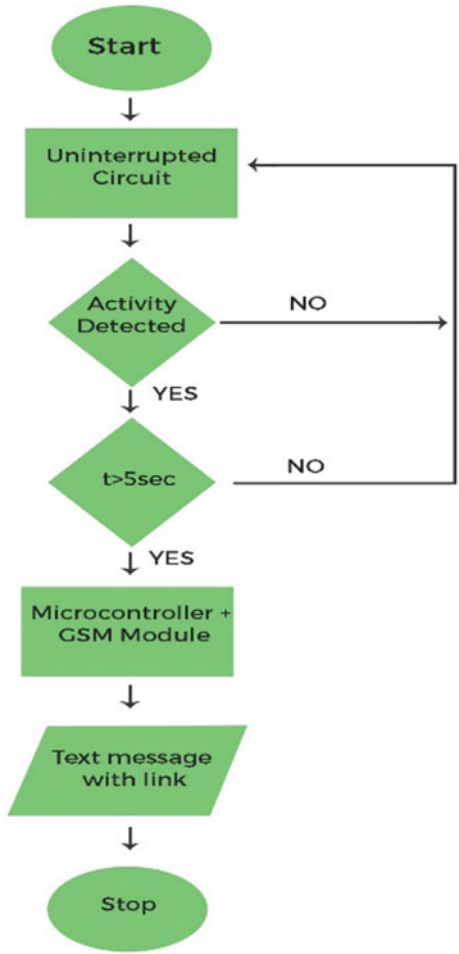 Start
Uninterrupted
Circuit
Activity
Detected
NO
YES
t>5sec
NO
YES
Microcontroller +
GSM Module
Text message
with link
Stop